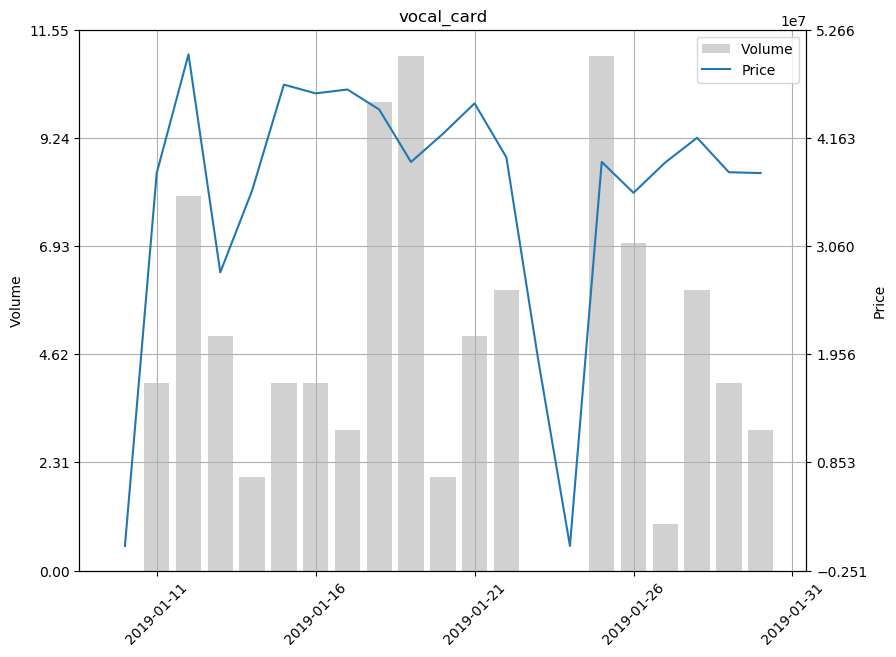 vocal_card
1e7
11.55
9.24
6.93
4.62
2.31
0.00
Volume
5.266
4.163
3.060
1.956
0.853
−0.251
Price
Volume
Price
2019-01-11
2019-01-16
2019-01-21
2019-01-26
2019-01-31